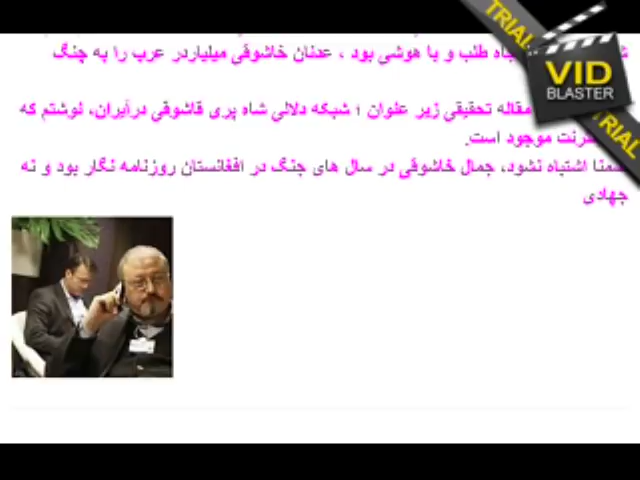 طلب و با هوشی بود ، عدنان خاشوقی میلیاردر عرب را به چنگ
مقاله تحقیقی زیر عنوان ؛ شبکه دلالی شاه پری قاشوقی درآیران، نوشتم که
موجود است.
اشتباه نشود، جمال خاشوقی در سال های جنگ در افغانستان روزنامه نگار بود و نه
جهادی
TRIAL
VID
BLASTER
TRIAL